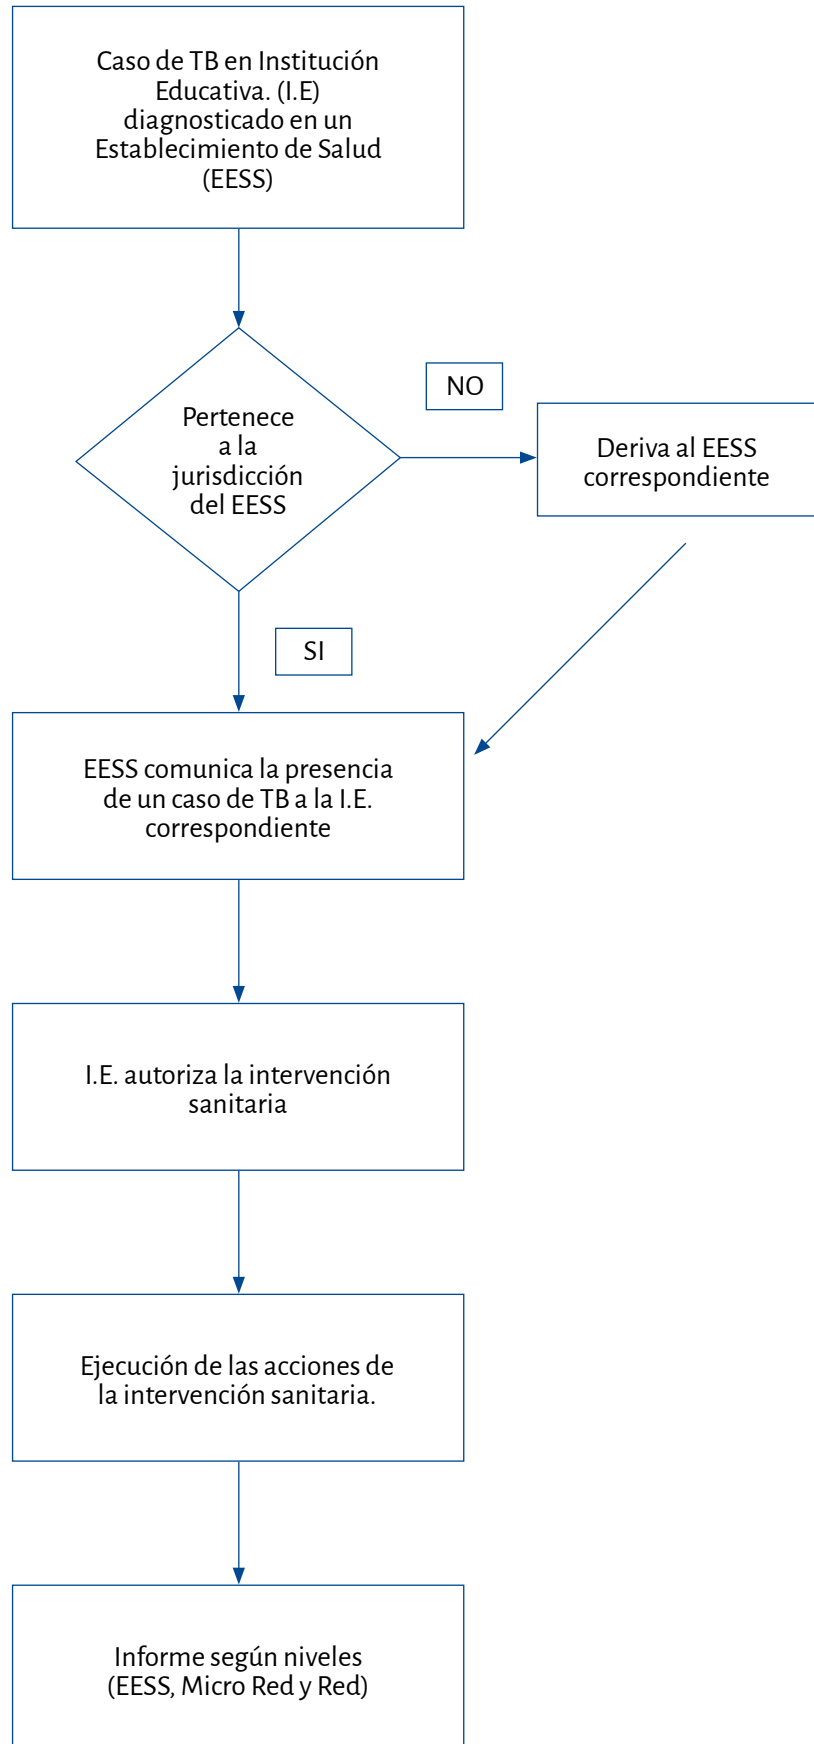 Caso de TB en Institución
Educativa. (I.E)
diagnosticado en un
Establecimiento de Salud
(EESS)
Pertenece
a la
jurisdicción
del EESS
NO
Deriva al EESS
correspondiente
SI
EESS comunica la presencia
de un caso de TB a la I.E.
correspondiente
I.E. autoriza la intervención
sanitaria
Ejecución de las acciones de
la intervención sanitaria.
Informe según niveles
(EESS, Micro Red y Red)